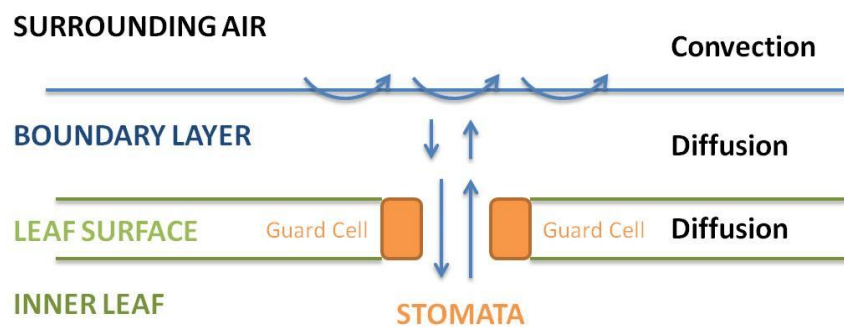 SURROUNDING AIR
Convection
BOUNDARY LAYER
Diffusion
LEAF SURFACE
Guard Cell
Guard Cell
Diffusion
INNER LEAF
STOMATA